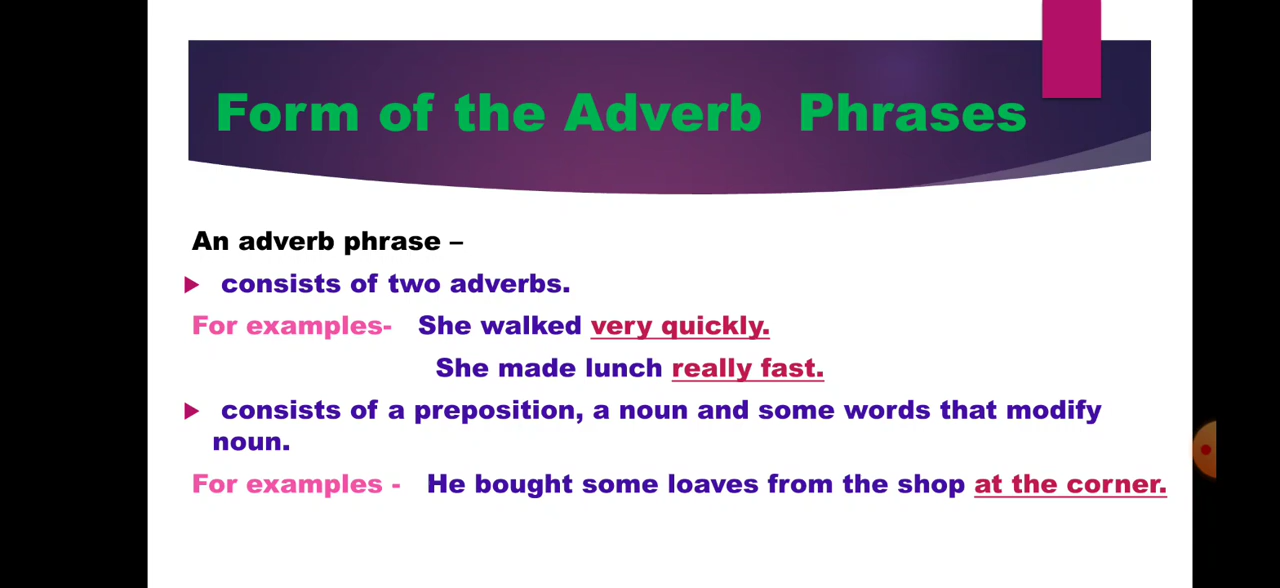 Form of the Adverb Phrases
An adverb phrase –
consists of two adverbs.
For examples- She walked very quickly.
She made lunch really fast.
consists of a preposition, a noun and some words that modify
noun.
For examples - He bought some loaves from the shop at the corner.